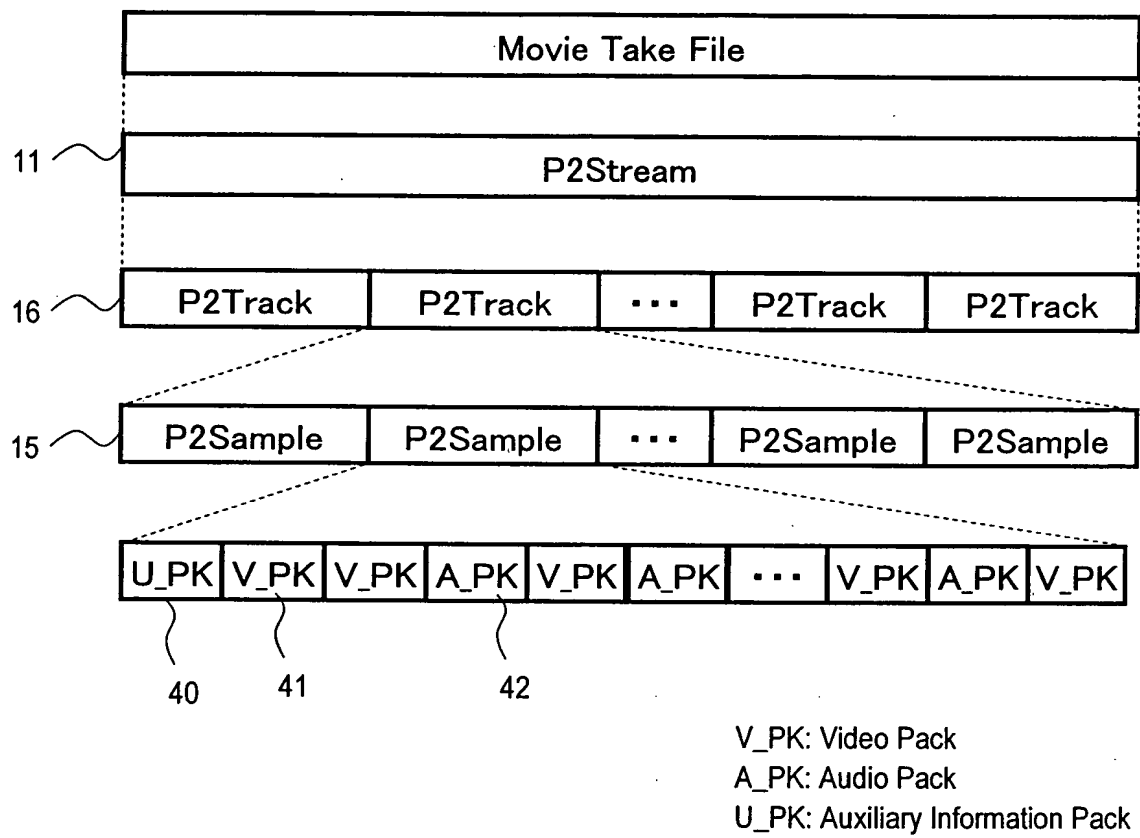 Movie Take File
11
P2Stream
16 P2Track P2Track ... P2Track P2Track
15 P2Sample P2Sample ... P2Sample P2Sample
U_PK V_PK V_PK A_PK V_PK A_PK ... V_PK A_PK V_PK
40 41 42
V_PK: Video Pack
A_PK: Audio Pack
U_PK: Auxiliary Information Pack